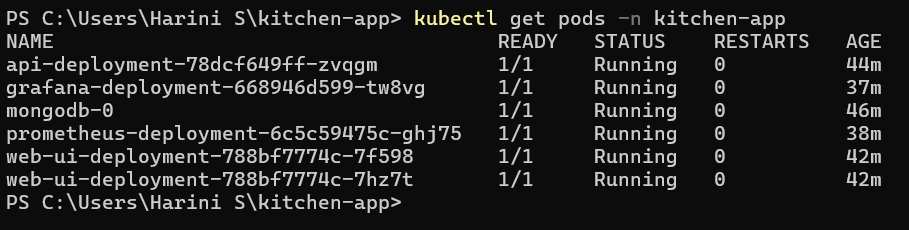 PS C:\Users\Harini S\kitchen-app> kubectl get pods -n kitchen-app
NAME READY STATUS RESTARTS AGE
api-deployment-78dcf649ff-zvqgm 1/1 Running 0 44m
grafana-deployment-668946d599-tw8vg 1/1 Running 0 37m
mongodb-0 1/1 Running 0 46m
prometheus-deployment-6c5c59475c-ghj75 1/1 Running 0 38m
web-ui-deployment-788bf7774c-7f598 1/1 Running 0 42m
web-ui-deployment-788bf7774c-7hz7t 1/1 Running 0 42m
PS C:\Users\Harini S\kitchen-app>